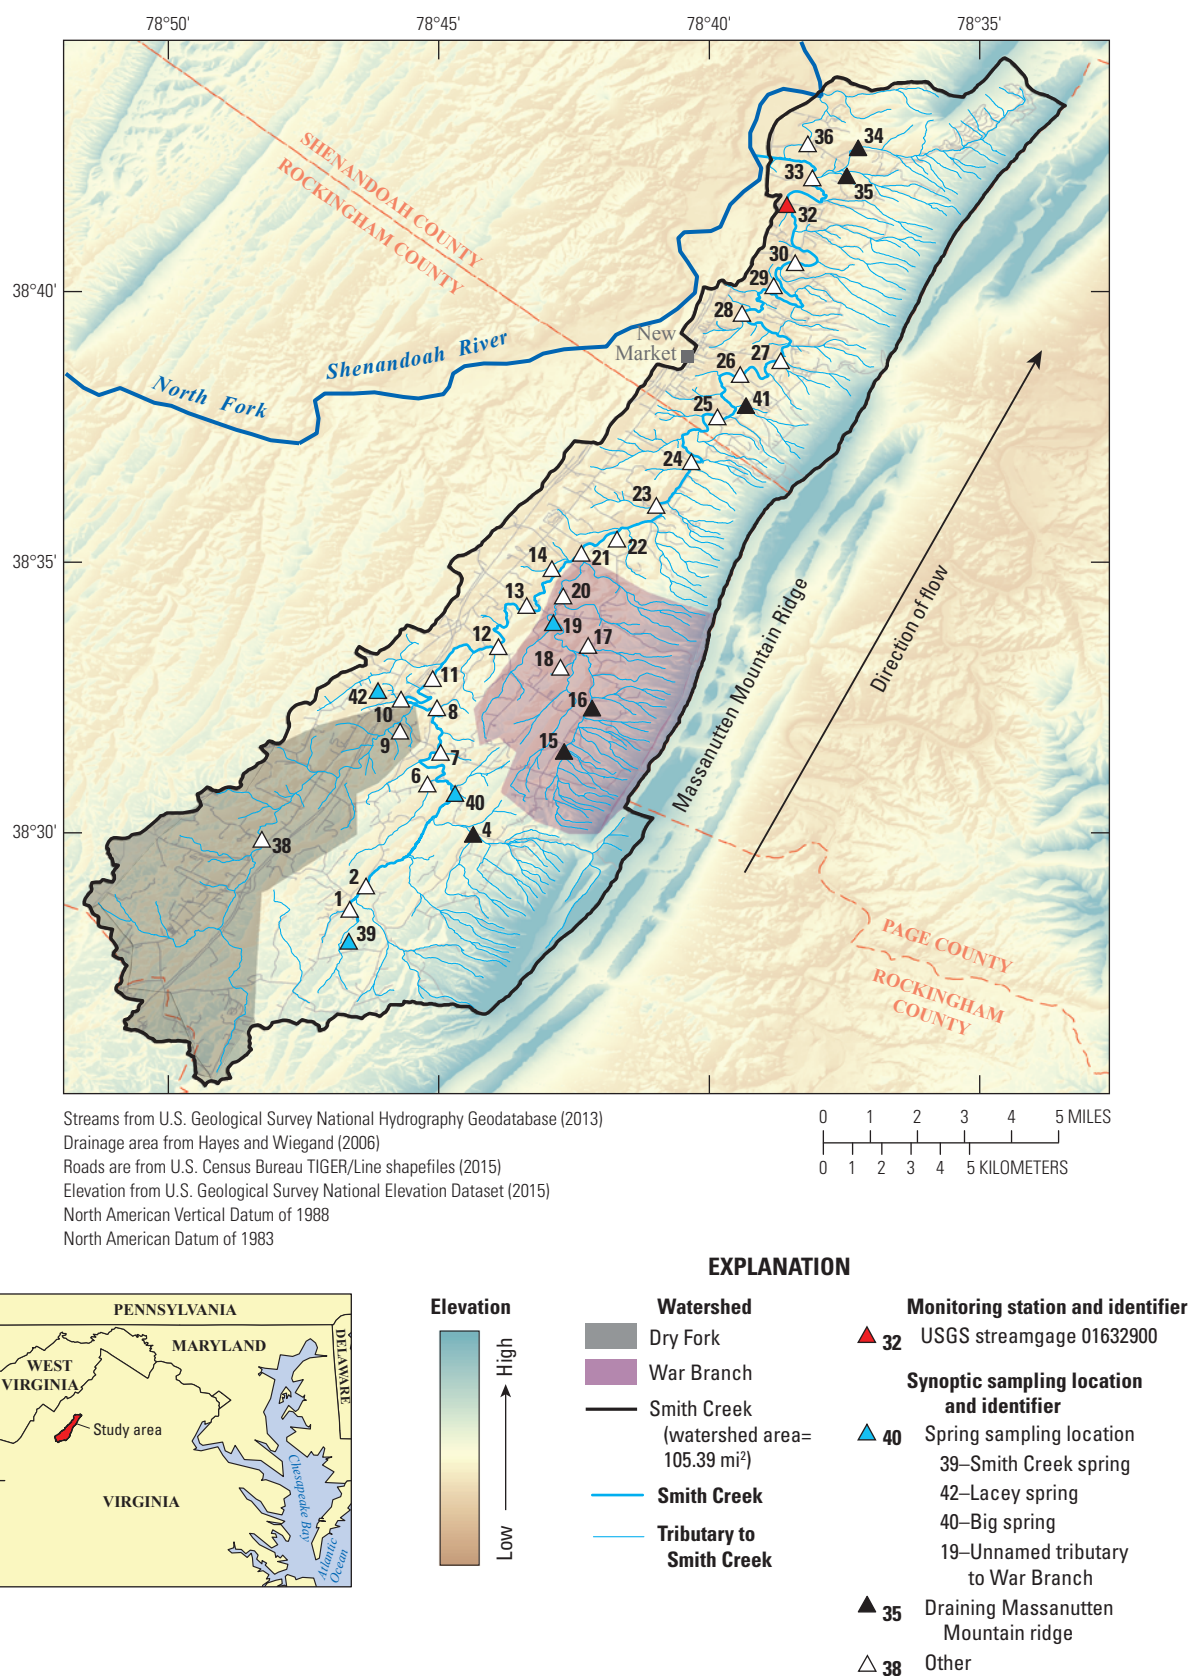 78°50'
78°45'
78°40'
78°35'
36
34
33
35
32
SHENANDOAH COUNTY
ROCKINGHAM COUNTY
30
38°40'
29
28
New
Market
27
26
Shenandoah River
North Fork
41
25
24
23
22
21
38°35'
14
20
13
19
17
12
18
11
42
16
10
8
9
15
7
6
40
4
38°30'
38
2
1
39
Massanutten Mountain Ridge
Direction of flow
PAGE COUNTY
ROCKINGHAM
COUNTY
Streams from U.S. Geological Survey National Hydrography Geodatabase (2013)
Drainage area from Hayes and Wiegand (2006)
Roads are from U.S. Census Bureau TIGER/Line shapefiles (2015)
Elevation from U.S. Geological Survey National Elevation Dataset (2015)
North American Vertical Datum of 1988
North American Datum of 1983
0 1 2 3 4 5 MILES
0 1 2 3 4 5 KILOMETERS
PENNSYLVANIA
MARYLAND
DELAWARE
WEST
VIRGINIA
Study area
VIRGINIA
Chesapeake Bay
Atlantic
Ocean
EXPLANATION
Elevation
High
Low
Watershed
Dry Fork
War Branch
Smith Creek
(watershed area=
105.39 mi²)
Smith Creek
Tributary to
Smith Creek
Monitoring station and identifier
32 USGS streamgage 01632900
Synoptic sampling location
and identifier
40 Spring sampling location
39–Smith Creek spring
42–Lacey spring
40–Big spring
19–Unnamed tributary
to War Branch
35 Draining Massanutten
Mountain ridge
38 Other